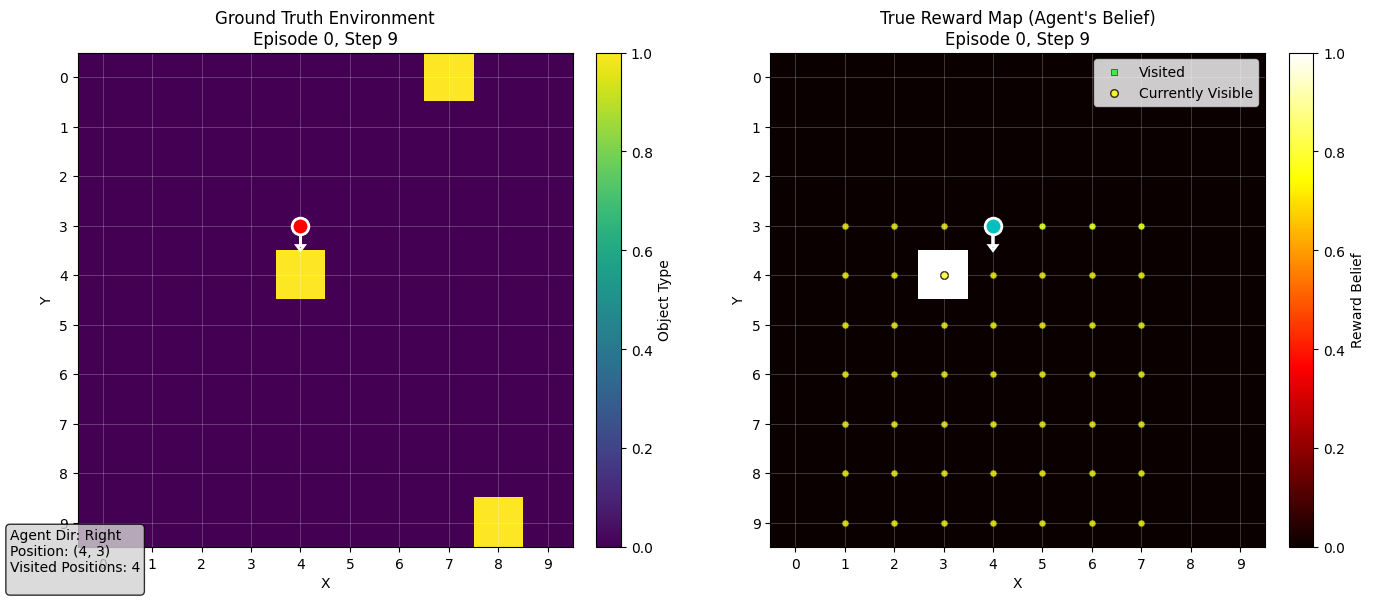 Ground Truth Environment
Episode 0, Step 9
0
1
2
3
4
5
6
7
8
9
Y
0 1 2 3 4 5 6 7 8 9
X
1.0
0.8
0.6
0.4
0.2
0.0
Object Type
Agent Dir: Right
Position: (4, 3)
Visited Positions: 4
True Reward Map (Agent's Belief)
Episode 0, Step 9
Visited
Currently Visible
0
1
2
3
4
5
6
7
8
9
Y
0 1 2 3 4 5 6 7 8 9
X
1.0
0.8
0.6
0.4
0.2
0.0
Reward Belief